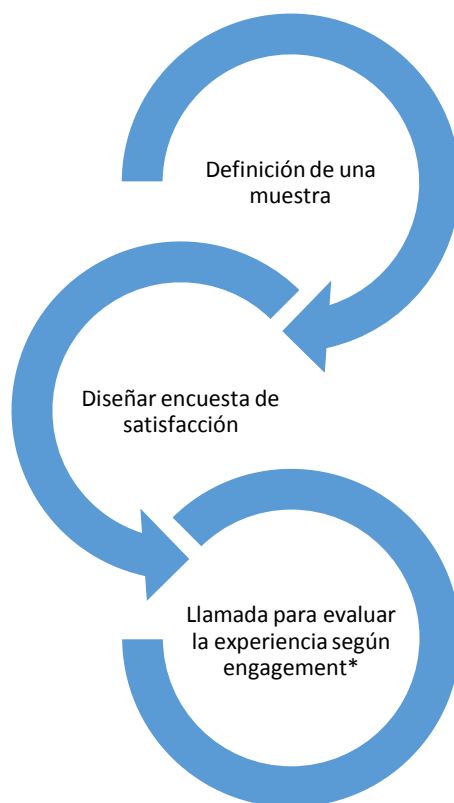 Definición de una
muestra
Diseñar encuesta de
satisfacción
Llamada para evaluar
la experiencia según
engagement*